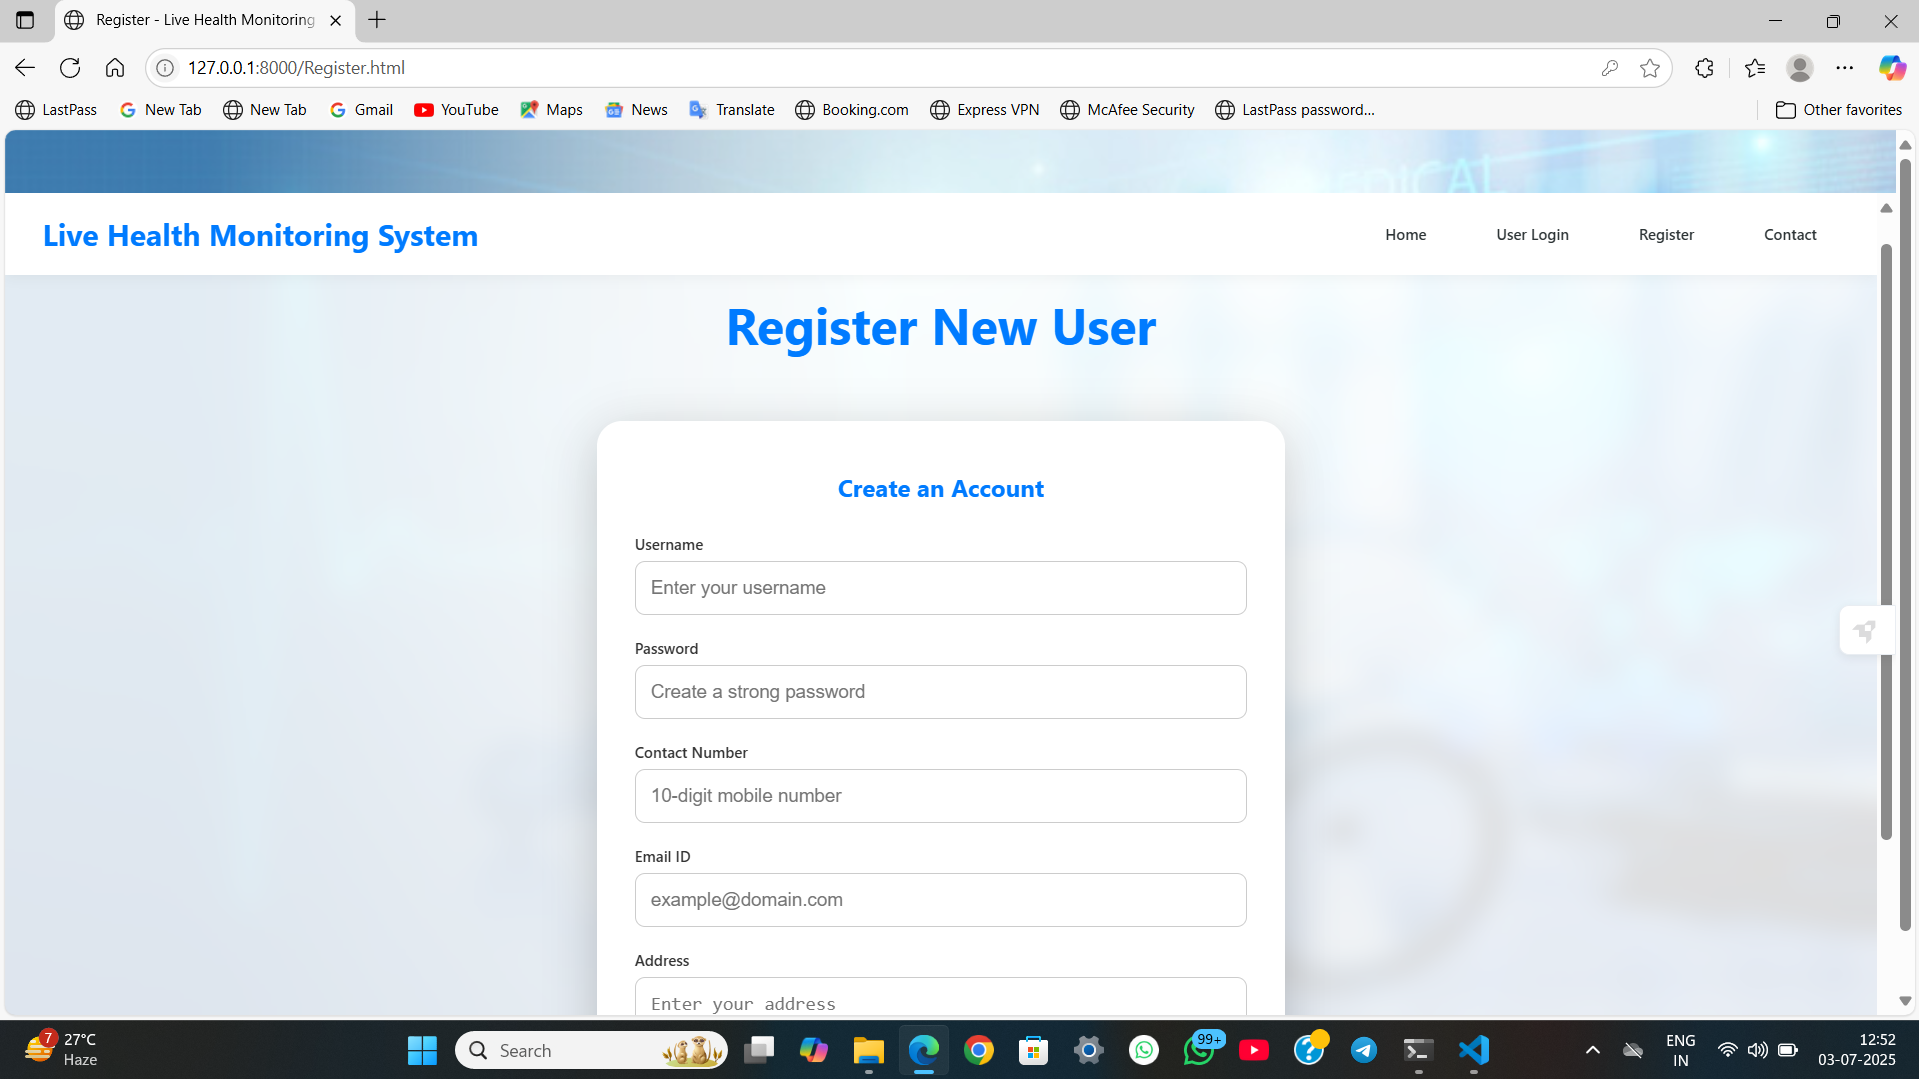 Register - Live Health Monitoring
127.0.0.1:8000/Register.html
LastPass New Tab New Tab Gmail YouTube Maps News Translate Booking.com Express VPN McAfee Security LastPass password... Other favorites
MEDICAL
Live Health Monitoring System Home User Login Register Contact
Register New User
Create an Account
Username
Enter your username
Password
Create a strong password
Contact Number
10-digit mobile number
Email ID
example@domain.com
Address
Enter your address
7 27°C
Haze
Search
99+
ENG
IN
12:52
03-07-2025